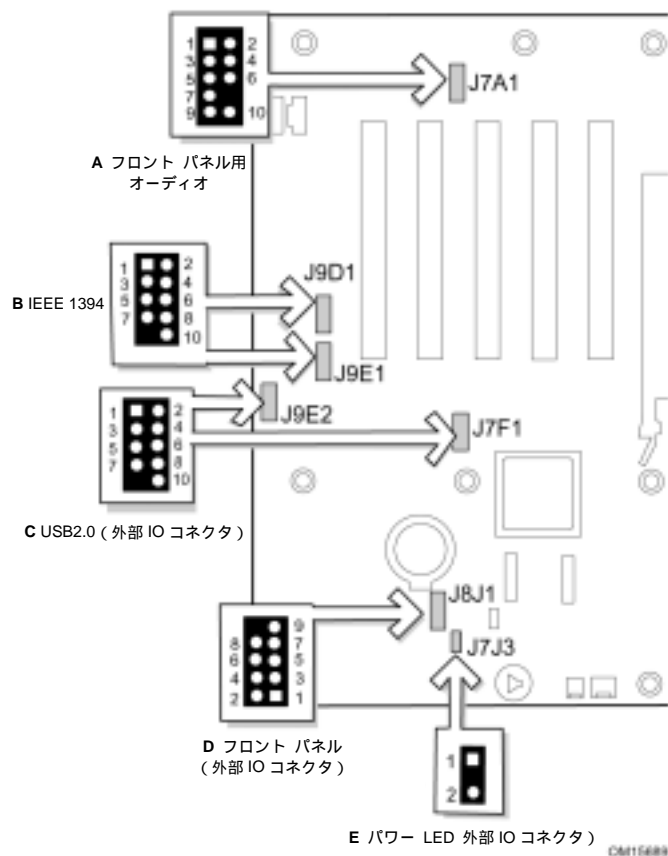 1 2
3 4
5 6
7
9 10
J7A1
A フロント パネル用
オーディオ
J9D1
1 2
3 4
5 6
7 8
10
B IEEE 1394
J9E1
J9E2
J7F1
1 2
3 4
5 6
7 8
10
C USB2.0 ( 外部 IO コネクタ )
J8J1
9
8 7
6 5
4 3
2 1
J7J3
D フロント パネル
( 外部 IO コネクタ )
1
2
E パワー LED 外部 IO コネクタ )
OM15689